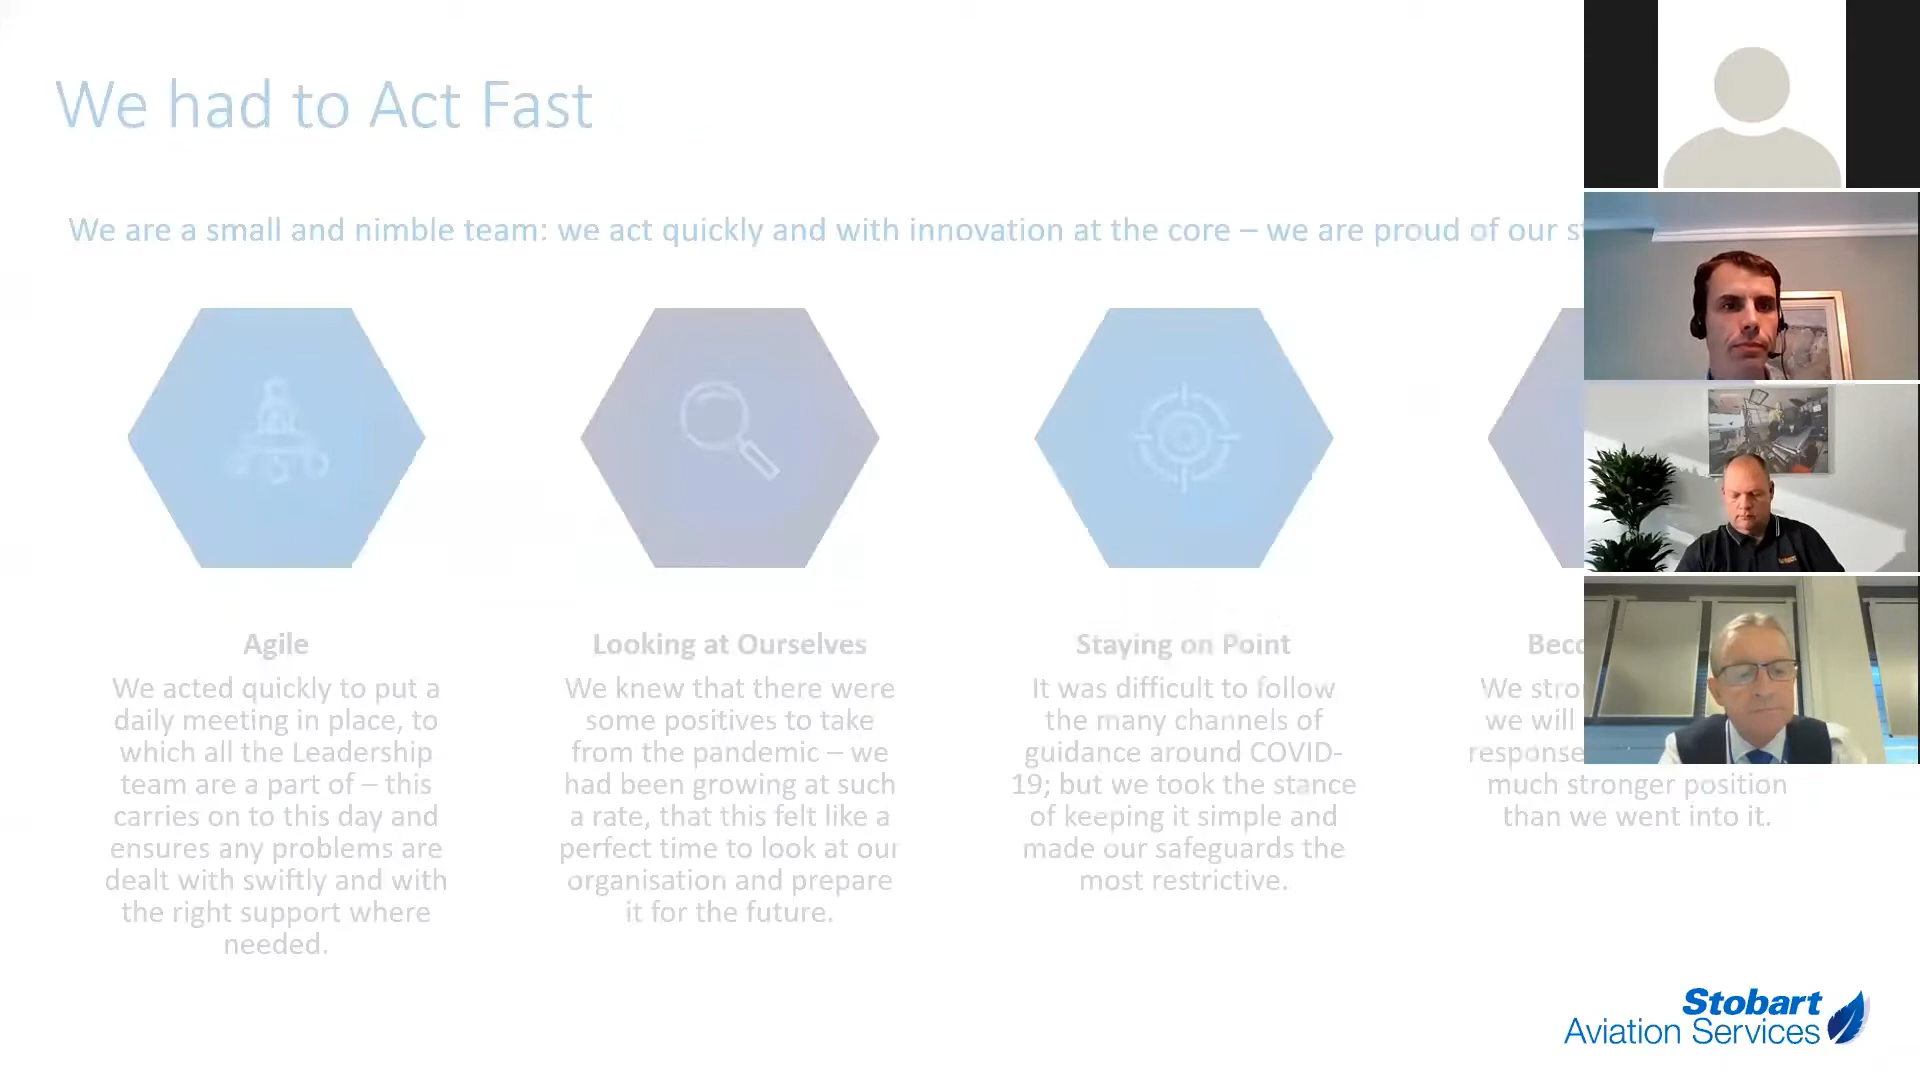 We had to Act Fast
We are a small and nimble team: we act quickly and with innovation at the core – we are proud of our
Agile
We acted quickly to put a
daily meeting in place, to
which all the Leadership
team are a part of – this
carries on to this day and
ensures any problems are
dealt with swiftly and with
the right support where
needed.
Looking at Ourselves
We knew that there were
some positives to take
from the pandemic – we
had been growing at such
a rate, that this felt like a
perfect time to look at our
organisation and prepare
it for the future.
Staying on Point
It was difficult to follow
the many channels of
guidance around COVID-
19; but we took the stance
of keeping it simple and
made our safeguards the
most restrictive.
We
we will
response
much stronger position
than we went into it.
Stobart
Aviation Services